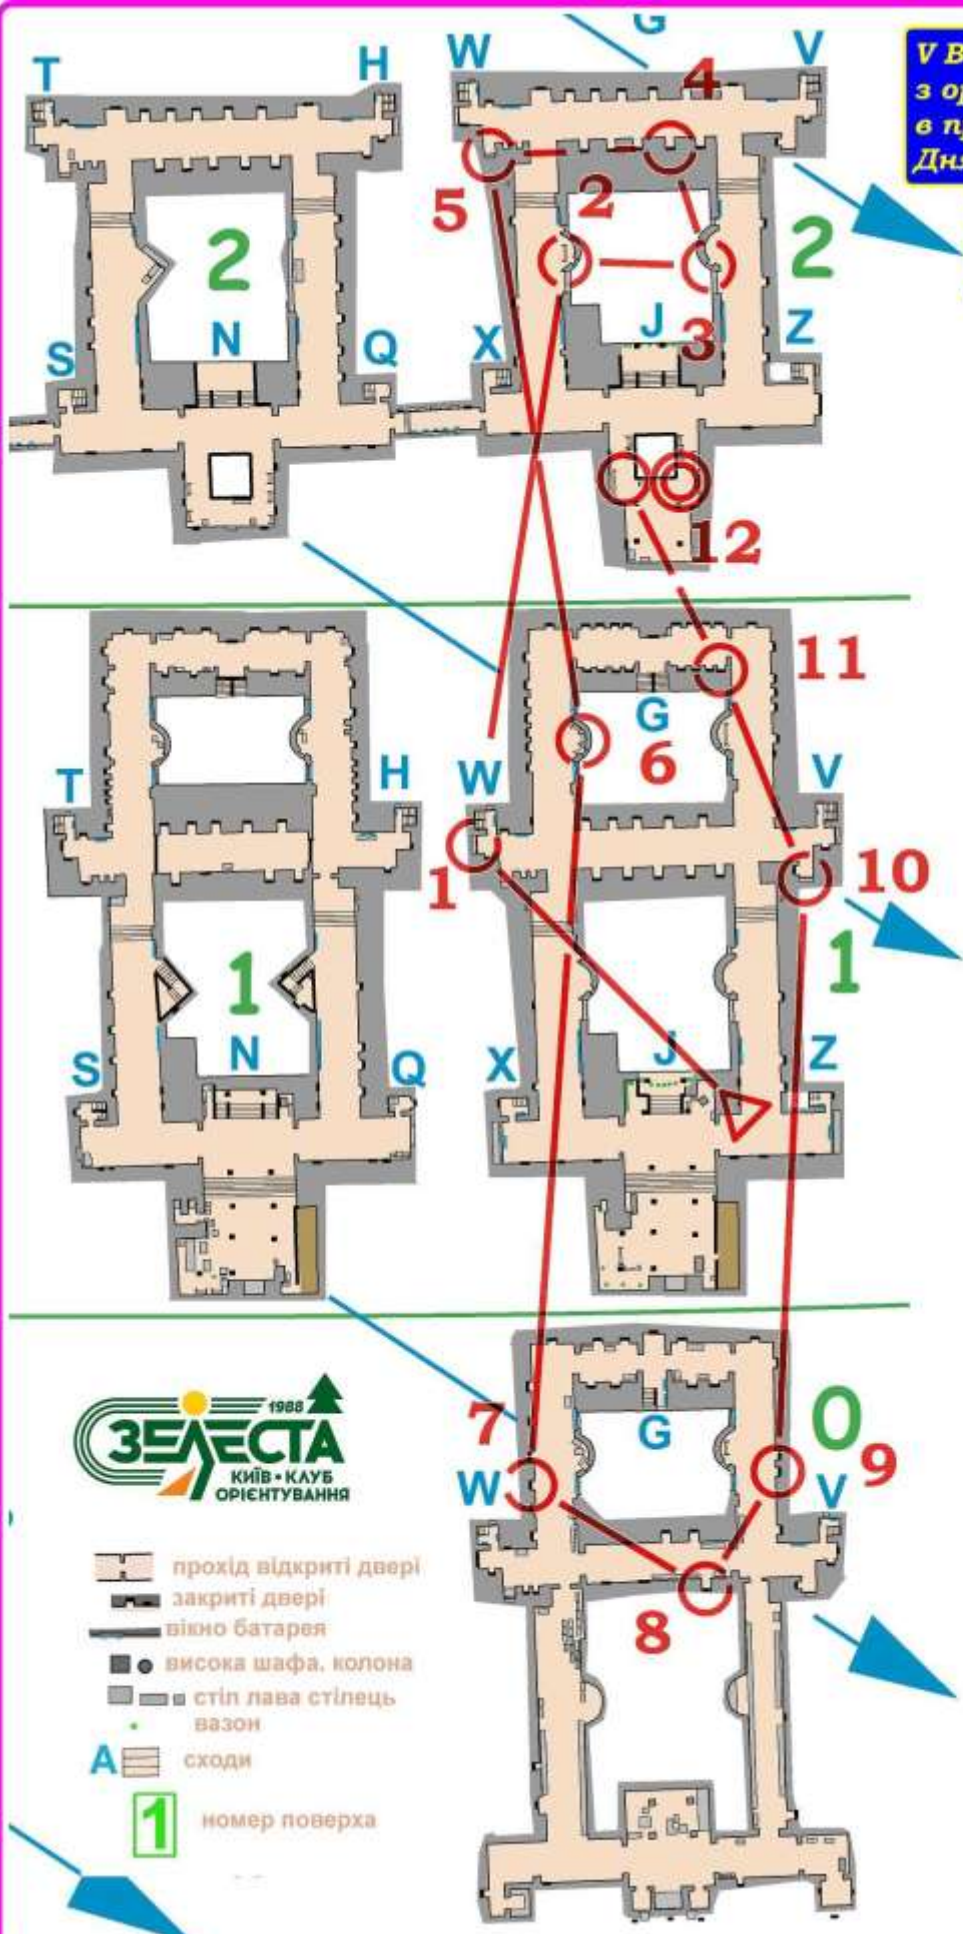 G
T H W V
4
V В
з ор
в п
Дня
5 2
2 2
S N Q X J Z
3
12
11
G
T H W 6 V
1 10
1 1
S N Q X J Z
7 G 0
W 9 V
8
1988
ЗЕЛЕСТА
КИЇВ • КЛУБ
ОРІЄНТУВАННЯ
прохід відкриті двері
закриті двері
вікно батарея
висока шафа. колона
стіл лава стілець
вазон
A сходи
1 номер поверха